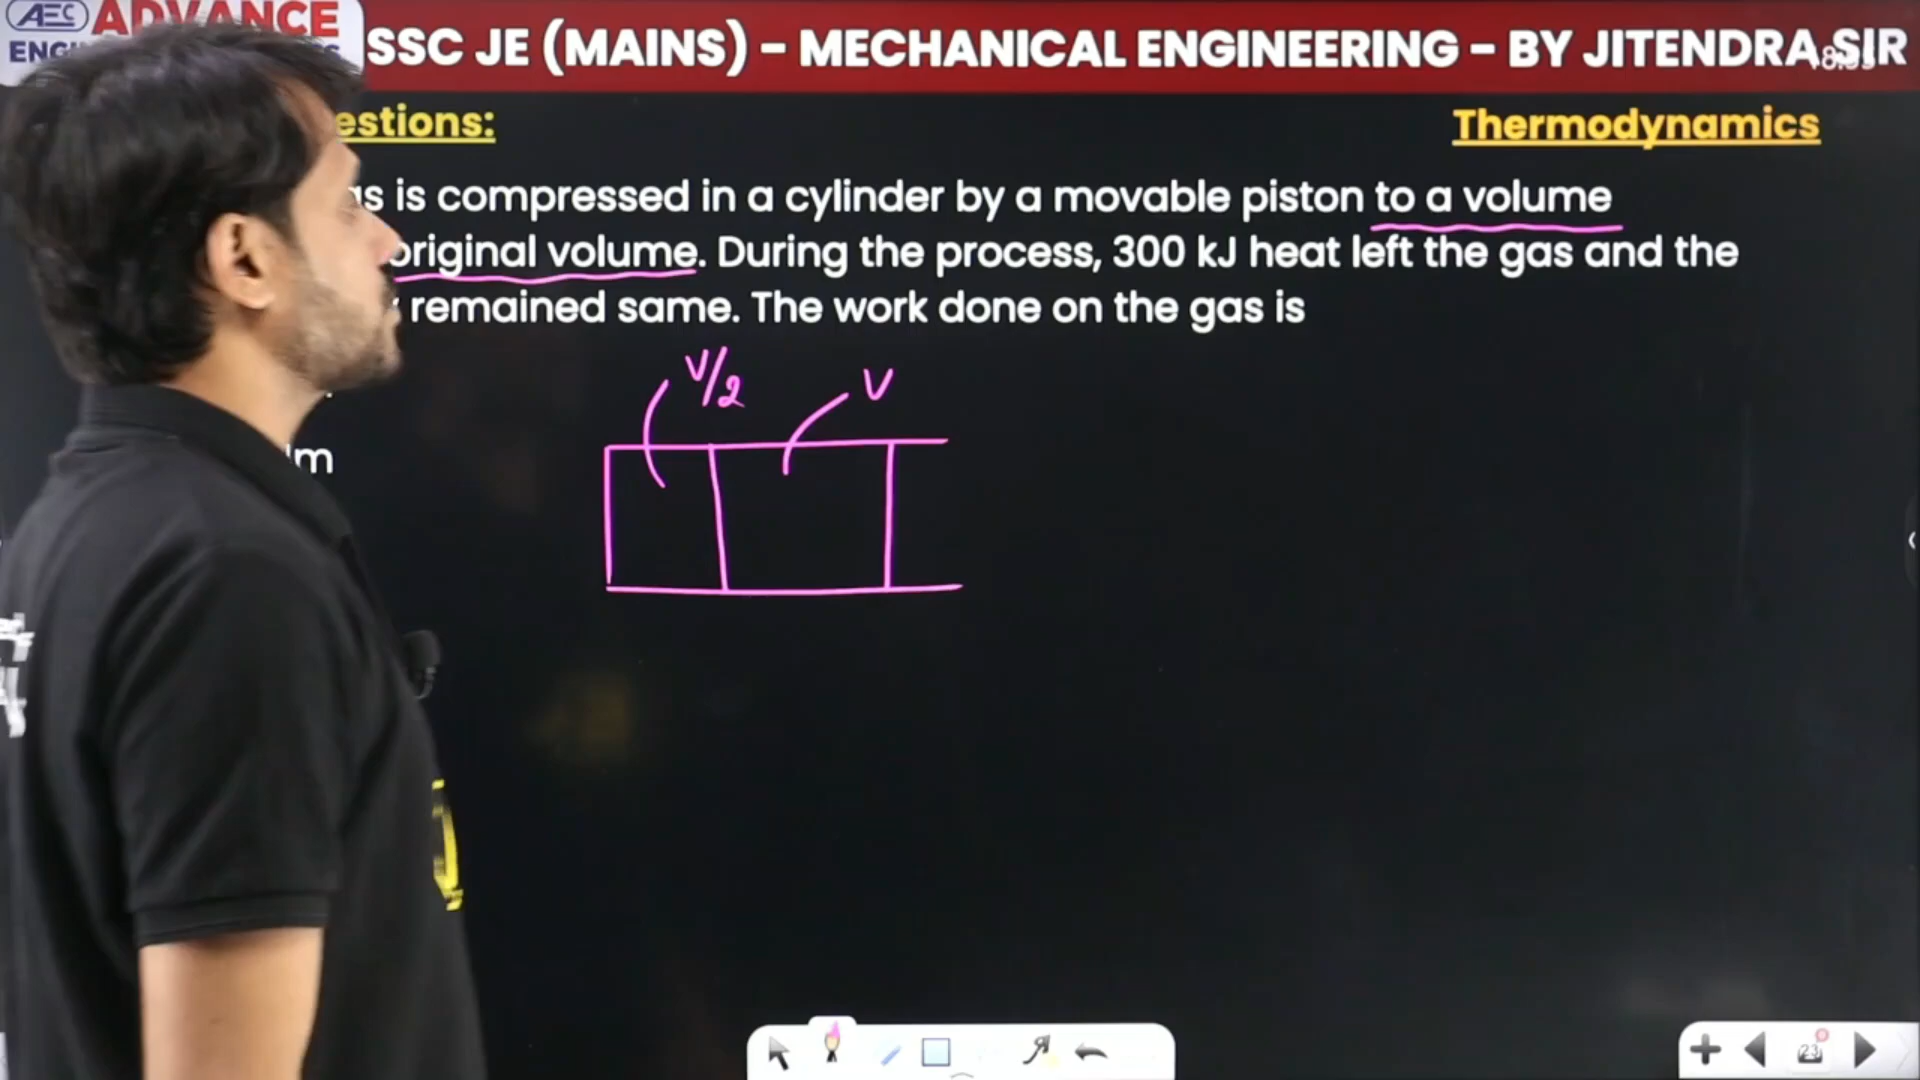 AEC ADVANCE
SSC JE (MAINS) – MECHANICAL ENGINEERING – BY JITENDRA SIR
estions:
Thermodynamics
as is compressed in a cylinder by a movable piston to a volume
original volume. During the process, 300 kJ heat left the gas and the
remained same. The work done on the gas is
V/2
V
23